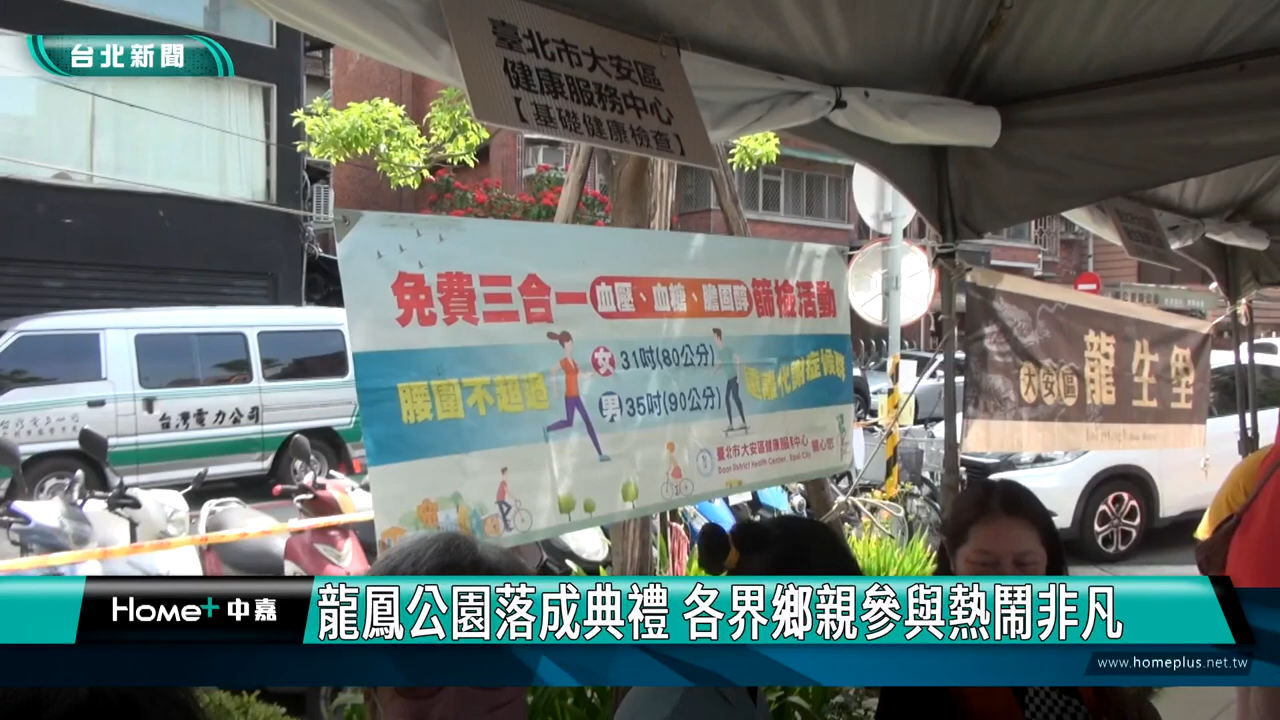 台北新聞
臺北市大安區
健康服務中心
【基礎健康檢查】
免費三合一 血壓、血糖、膽固醇 篩檢活動
腰圍不超過
女 31吋(80公分)
男 35吋(90公分)
遠離代謝症候群
臺北市大安區健康服務中心 關心您
大安區 龍生里
台灣電力公司
Home+ 中嘉
龍鳳公園落成典禮 各界鄉親參與熱鬧非凡
www.homeplus.net.tw